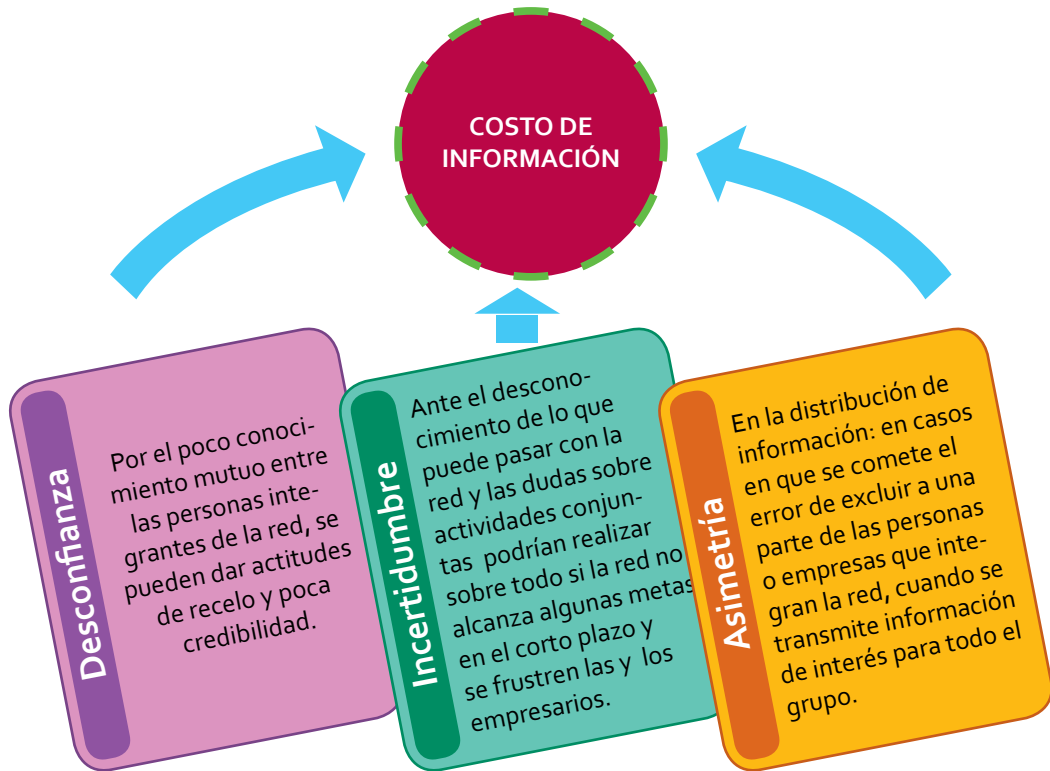 COSTO DE
INFORMACIÓN
Desconfianza
Por el poco conoci-
miento mutuo entre
las personas inte-
grantes de la red, se
pueden dar actitudes
de recelo y poca
credibilidad.
Incertidumbre
Ante el descono-
cimiento de lo que
puede pasar con la
red y las dudas sobre
actividades conjun-
tas podrían realizar
sobre todo si la red no
alcanza algunas metas
en el corto plazo y
se frustren las y los
empresarios.
Asimetría
En la distribución de
información: en casos
en que se comete el
error de excluir a una
parte de las personas
o empresas que inte-
gran la red, cuando se
transmite información
de interés para todo el
grupo.